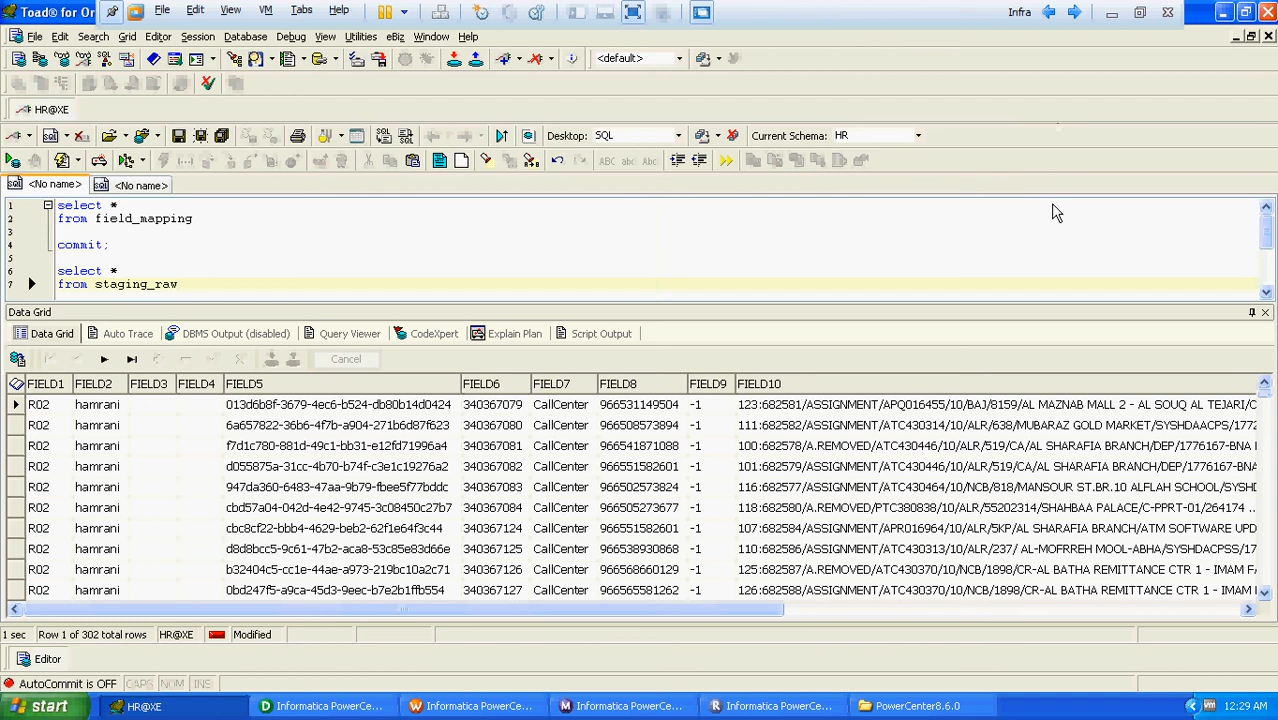 Toad® for Or
File Edit View VM Tabs Help
Infra
File Edit Search Grid Editor Session Database Debug View Utilities eBiz Window Help
<default>
HR@XE
Desktop: SQL Current Schema: HR
<No name> <No name>
1 select *
2 from field_mapping
3
4 commit;
5
6 select *
7 from staging_raw
Data Grid
Data Grid Auto Trace DBMS Output (disabled) Query Viewer CodeXpert Explain Plan Script Output
Cancel
FIELD1 FIELD2 FIELD3 FIELD4 FIELD5 FIELD6 FIELD7 FIELD8 FIELD9 FIELD10
R02 hamrani 013d6b8f-3679-4ec6-b524-db80b14d0424 340367079 CallCenter 966531149504 -1 123:682581/ASSIGNMENT/APQ016455/10/BAJ/8159/AL MAZNAB MALL 2 - AL SOUQ AL TEJARI/C
R02 hamrani 6a657822-36b6-4f7b-a904-271b6d87f623 340367080 CallCenter 966508573894 -1 111:682582/ASSIGNMENT/ATC430314/10/ALR/638/MUBARAZ GOLD MARKET/SYSHDAACPS/1772
R02 hamrani f7d1c780-881d-49c1-bb31-e12fd71996a4 340367081 CallCenter 966541871088 -1 100:682578/A.REMOVED/ATC430446/10/ALR/519/CA/AL SHARAFIA BRANCH/DEP/1776167-BNA I
R02 hamrani d055875a-31cc-4b70-b74f-c3e1c19276a2 340367082 CallCenter 966551582601 -1 101:682579/ASSIGNMENT/ATC430446/10/ALR/519/CA/AL SHARAFIA BRANCH/DEP/1776167-BNA
R02 hamrani 947da360-6483-47aa-9b79-fbee5f77bddc 340367083 CallCenter 966502573824 -1 116:682577/ASSIGNMENT/ATC430369/10/NCB/818/MANSOUR ST.BR.10 ALFLAH SCHOOL/SYSHD
R02 hamrani cbd57a04-042d-4e42-9745-3c08450c27b7 340367084 CallCenter 966505273677 -1 118:682580/A.REMOVED/PTC380838/10/ALR/55202314/SHAHBAA PALACE/C-PPRT-01/264174 ...
R02 hamrani cbc8cf22-bbb4-4629-beb2-62f1e64f3c44 340367124 CallCenter 966551582601 -1 107:682584/ASSIGNMENT/APR016964/10/ALR/5KP/AL SHARAFIA BRANCH/ATM SOFTWARE UPD
R02 hamrani d8d8bcc5-9c61-47b2-aca8-53c85e83d66e 340367125 CallCenter 966538930868 -1 110:682586/ASSIGNMENT/ATC430313/10/ALR/237/ AL-MOFRREH MOOL-ABHA/SYSHDACPSS/17
R02 hamrani b32404c5-cc1e-44ae-a973-219bc10a2c71 340367126 CallCenter 966568660129 -1 125:682587/A.REMOVED/ATC430370/10/NCB/1898/CR-AL BATHA REMITTANCE CTR 1 - IMAM FA
R02 hamrani 0bd247f5-a9ca-45d3-9eec-b7e2b1ffb554 340367127 CallCenter 966565581262 -1 126:682588/ASSIGNMENT/ATC430370/10/NCB/1898/CR-AL BATHA REMITTANCE CTR 1 - IMAM F
1 sec Row 1 of 302 total rows HR@XE Modified
Editor
AutoCommit is OFF CAPS NUM INS
start HR@XE Informatica PowerCe... Informatica PowerCe... Informatica PowerCe... Informatica PowerCe... PowerCenter8.6.0 12:29 AM